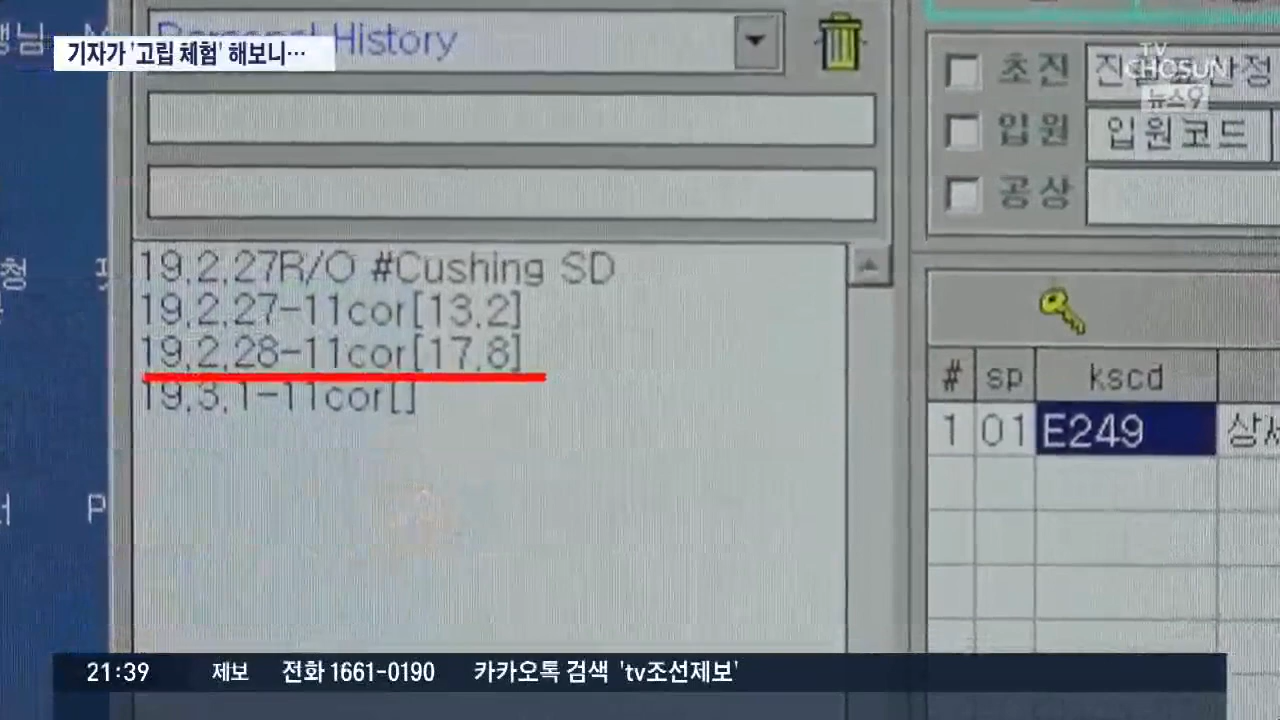 Personal History
기자가 '고립 체험' 해보니…
TV CHOSUN
뉴스9
초진
입원
입원코드
공상
19,2,27R/O #Cushing SD
19,2,27-11cor[13,2]
19,2,28-11cor[17,8]
19,3,1-11cor[]
# sp kscd
1 01 E249
P
21:39 제보 전화 1661-0190 카카오톡 검색 'tv조선제보'